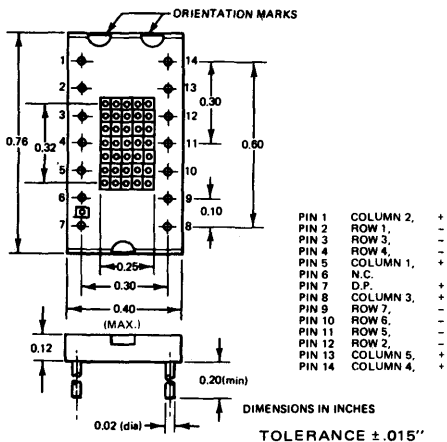 ORIENTATION MARKS
1 14
2 13
3 12
4 11
5 10
6 9
7 8
0.76
0.32
0.30
0.60
0.10
0.25
0.30
0.40
(MAX.)
0.12
0.20(min)
0.02 (dia)
PIN 1 COLUMN 2, +
PIN 2 ROW 1, -
PIN 3 ROW 3, -
PIN 4 ROW 4, -
PIN 5 COLUMN 1, +
PIN 6 N.C.
PIN 7 D.P. +
PIN 8 COLUMN 3, +
PIN 9 ROW 7, -
PIN 10 ROW 6, -
PIN 11 ROW 5, -
PIN 12 ROW 2, -
PIN 13 COLUMN 5, +
PIN 14 COLUMN 4, +
DIMENSIONS IN INCHES
TOLERANCE ±.015"